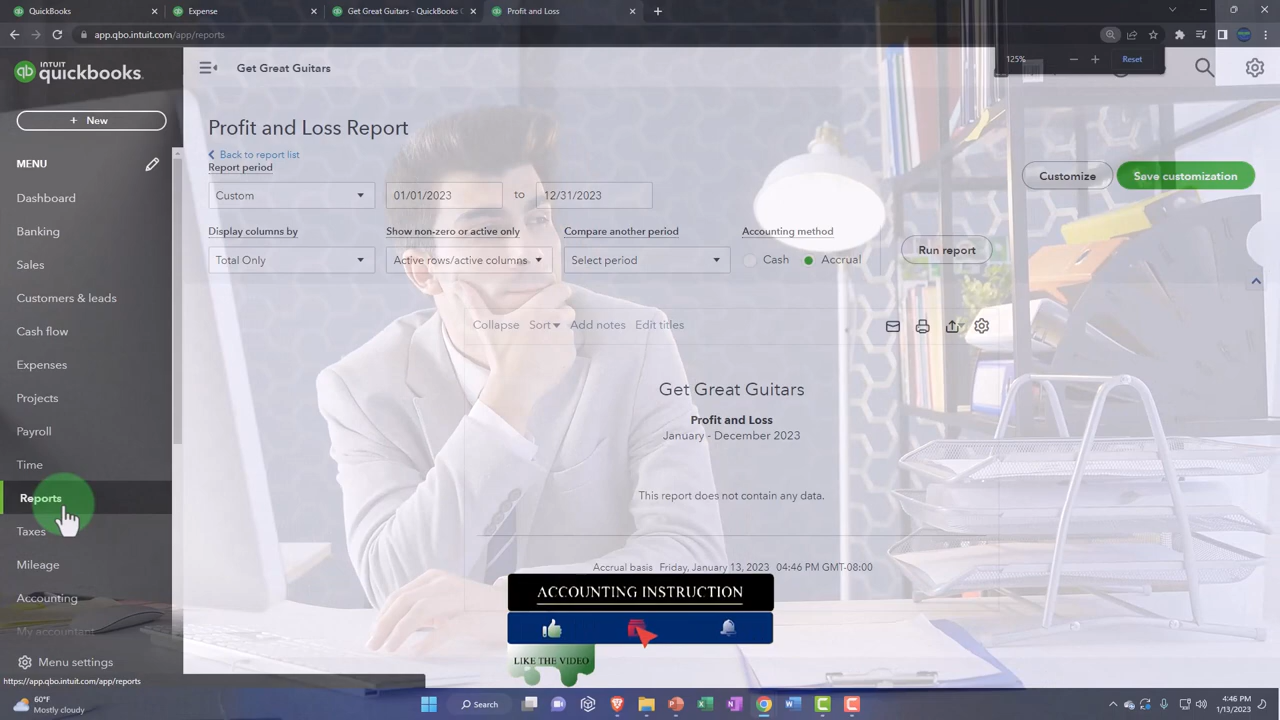 QuickBooks
Expense
Get Great Guitars - QuickBooks
Profit and Loss
app.qbo.intuit.com/app/reports
125%
Reset
INTUIT
quickbooks.
Get Great Guitars
+ New
MENU
Dashboard
Banking
Sales
Customers & leads
Cash flow
Expenses
Projects
Payroll
Time
Reports
Taxes
Mileage
Accounting
My accountant
Menu settings
https://app.qbo.intuit.com/app/reports
Profit and Loss Report
Back to report list
Report period
Custom
01/01/2023 to 12/31/2023
Customize
Save customization
Display columns by
Show non-zero or active only
Compare another period
Accounting method
Total Only
Active rows/active columns
Select period
Cash
Accrual
Run report
Collapse Sort Add notes Edit titles
Get Great Guitars
Profit and Loss
January - December 2023
This report does not contain any data.
Accrual basis Friday, January 13, 2023 04:46 PM GMT-08:00
ACCOUNTING INSTRUCTION
LIKE THE VIDEO
60°F
Mostly cloudy
Search
4:46 PM
1/13/2023